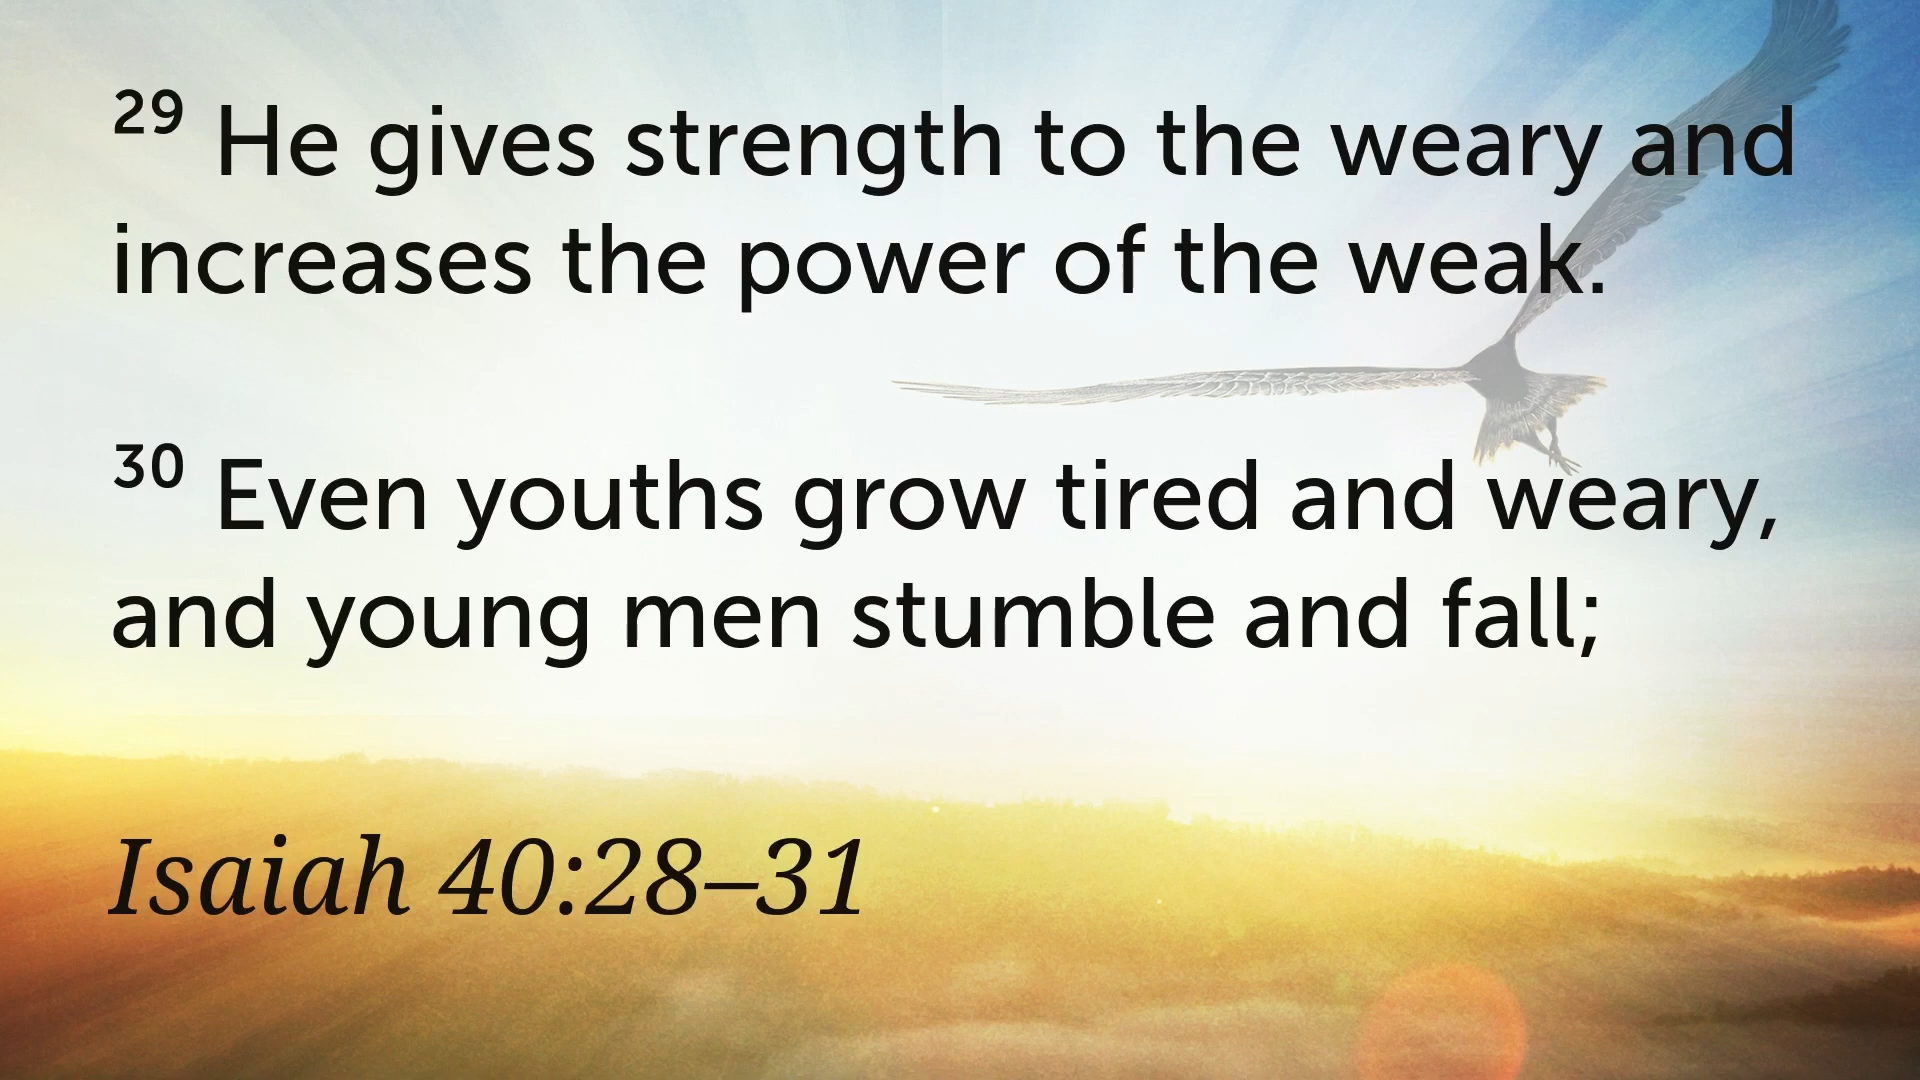 29 He gives strength to the weary and
increases the power of the weak.
30 Even youths grow tired and weary,
and young men stumble and fall;
Isaiah 40:28–31